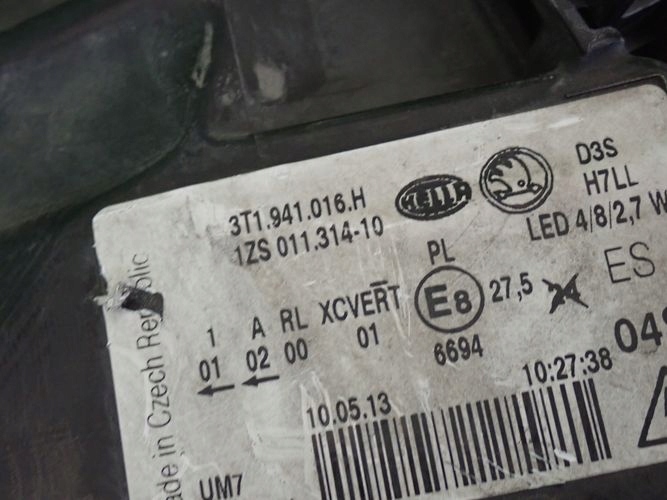 3T1.941.016.H
1ZS 011.314-10
HELLA
D3S
H7LL
LED 4/8/2,7 W
PL
E8
27,5
24
ES
1 A RL XCVERT
01 02 00 01
6694
10.05.13
10:27:38
UM7
ade in Czech Republic